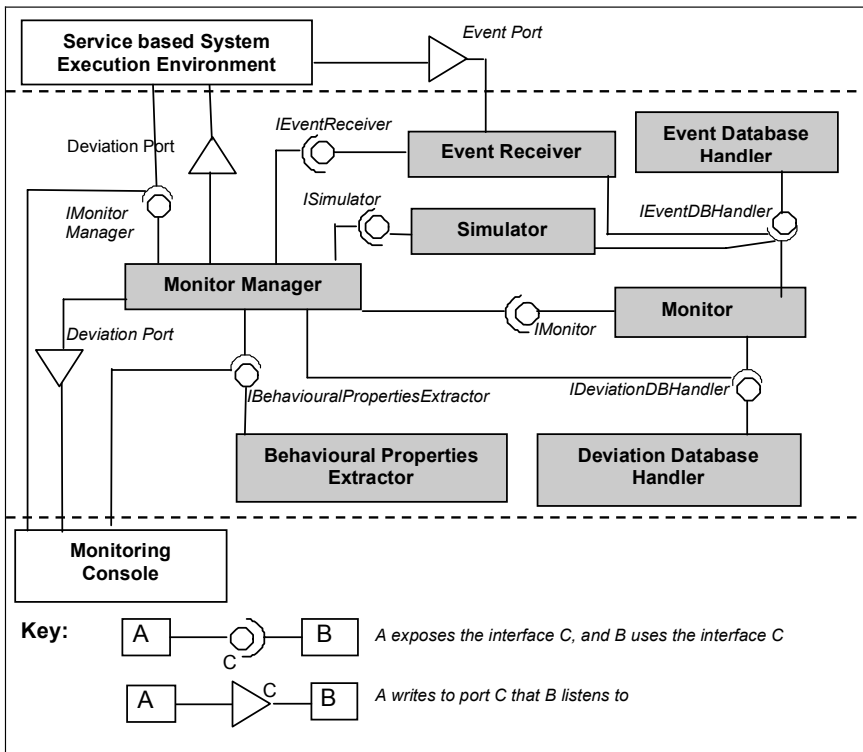 Service based System
Execution Environment
Event Port
Deviation Port
IEventReceiver
Event Receiver
Event Database
Handler
IMonitor
Manager
ISimulator
Simulator
IEventDBHandler
Monitor Manager
Monitor
IMonitor
Deviation Port
IBehaviouralPropertiesExtractor
IDeviationDBHandler
Behavioural Properties
Extractor
Deviation Database
Handler
Monitoring
Console
Key:
A
C
B
A exposes the interface C, and B uses the interface C
A
C
B
A writes to port C that B listens to